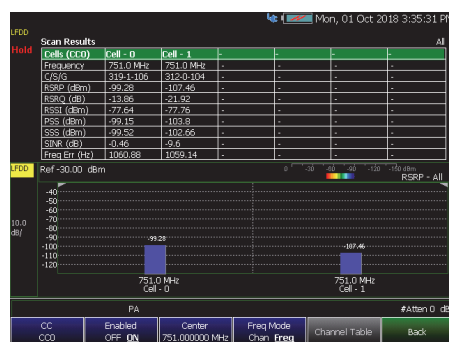 Mon, 01 Oct 2018 3:35:31 PM
LFDD
Hold
Scan Results All
Cells (CC0) Cell - 0 Cell - 1 - - - -
Frequency 751.0 MHz 751.0 MHz - - - -
C/S/G 319-1-106 312-0-104 - - - -
RSRP (dBm) -99.28 -107.46 - - - -
RSRQ (dB) -13.86 -21.92 - - - -
RSSI (dBm) -77.64 -77.76 - - - -
PSS (dBm) -99.15 -103.8 - - - -
SSS (dBm) -99.52 -102.66 - - - -
SINR (dB) -0.46 -9.6 - - - -
Freq Err (Hz) 1060.88 1059.14 - - - -
LFDD Ref -30.00 dBm 0 -30 -60 -90 -120 -150 dBm
RSRP - All
-40
-50
-60
10.0 -70
dB/ -80
-90 -99.28
-100 -107.46
-110
-120
751.0 MHz 751.0 MHz
Cell - 0 Cell - 1
PA #Atten 0 dB
CC Enabled Center Freq Mode Channel Table Back
CC0 OFF ON 751.000000 MHz Chan Freq